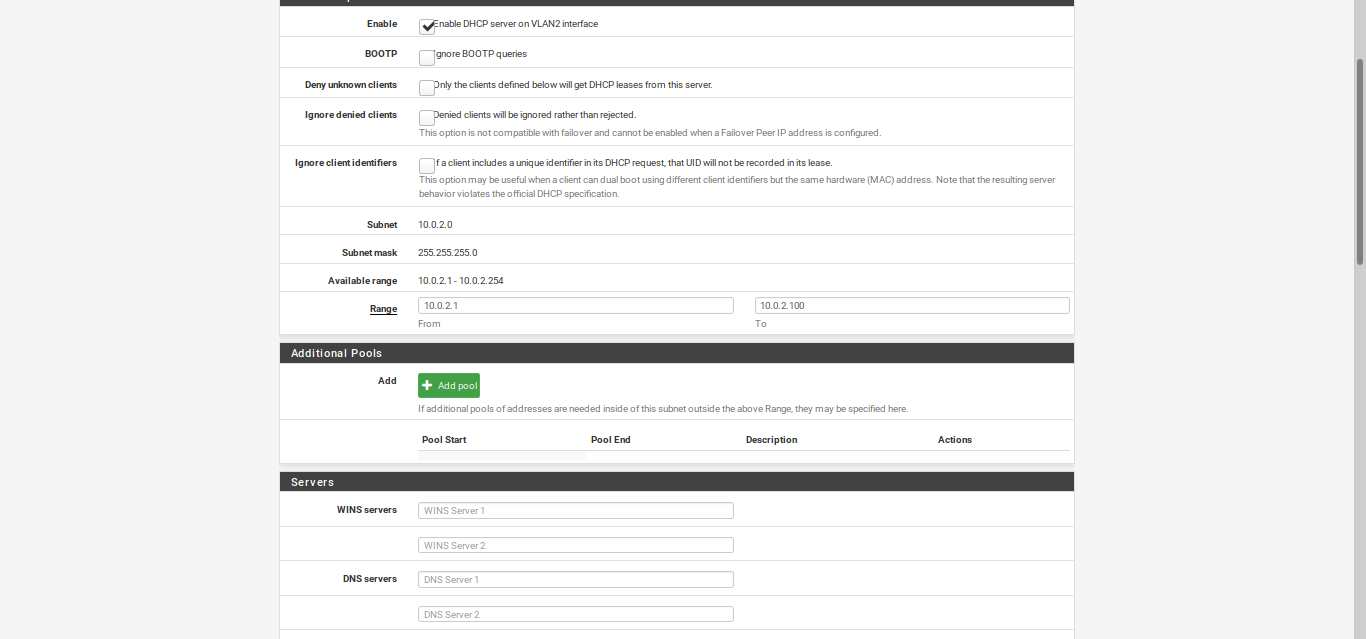 Enable
Enable DHCP server on VLAN2 interface
BOOTP
Ignore BOOTP queries
Deny unknown clients
Only the clients defined below will get DHCP leases from this server.
Ignore denied clients
Denied clients will be ignored rather than rejected.
This option is not compatible with failover and cannot be enabled when a Failover Peer IP address is configured.
Ignore client identifiers
If a client includes a unique identifier in its DHCP request, that UID will not be recorded in its lease.
This option may be useful when a client can dual boot using different client identifiers but the same hardware (MAC) address. Note that the resulting server
behavior violates the official DHCP specification.
Subnet
10.0.2.0
Subnet mask
255.255.255.0
Available range
10.0.2.1 - 10.0.2.254
Range
10.0.2.1
10.0.2.100
From
To
Additional Pools
Add
Add pool
If additional pools of addresses are needed inside of this subnet outside the above Range, they may be specified here.
Pool Start Pool End Description Actions
Servers
WINS servers
WINS Server 1
WINS Server 2
DNS servers
DNS Server 1
DNS Server 2